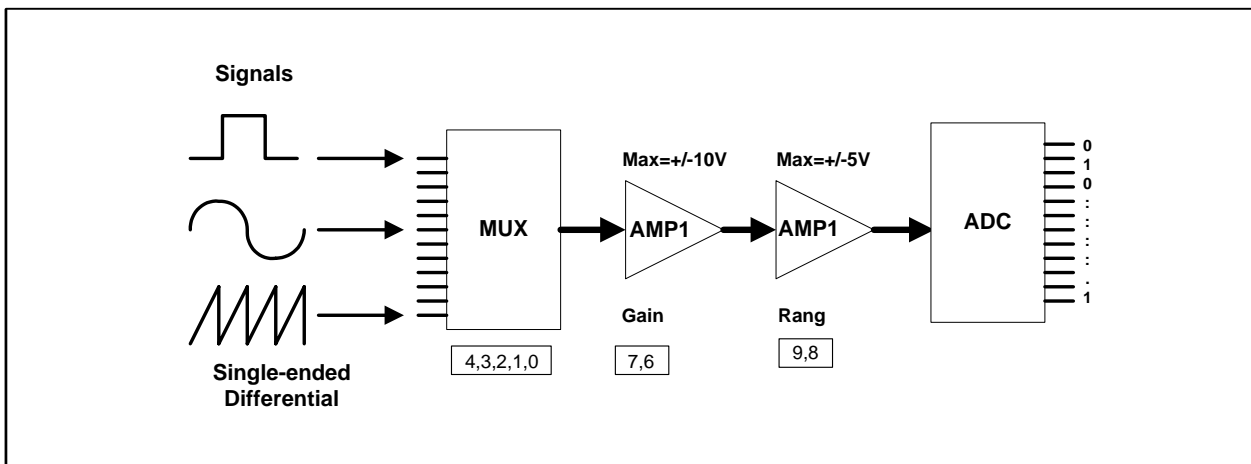 Signals
Max=+/-10V
Max=+/-5V
MUX
AMP1
AMP1
ADC
0
1
0
:
:
:
:
:
.
1
Gain
Rang
4,3,2,1,0
7,6
9,8
Single-ended
Differential